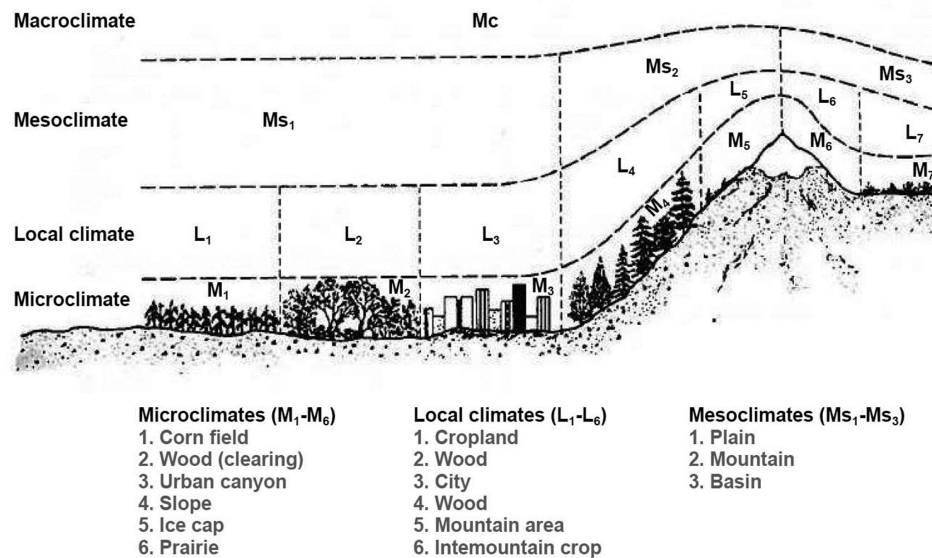 Macroclimate Mc
Ms₂ Ms₃
Mesoclimate Ms₁ L₅ L₆
L₇
M₅ M₆
L₄ M₇
M₄
Local climate L₁ L₂ L₃
Microclimate M₁ M₂ M₃
Microclimates (M₁-M₆)
1. Corn field
2. Wood (clearing)
3. Urban canyon
4. Slope
5. Ice cap
6. Prairie
Local climates (L₁-L₆)
1. Cropland
2. Wood
3. City
4. Wood
5. Mountain area
6. Intemountain crop
Mesoclimates (Ms₁-Ms₃)
1. Plain
2. Mountain
3. Basin